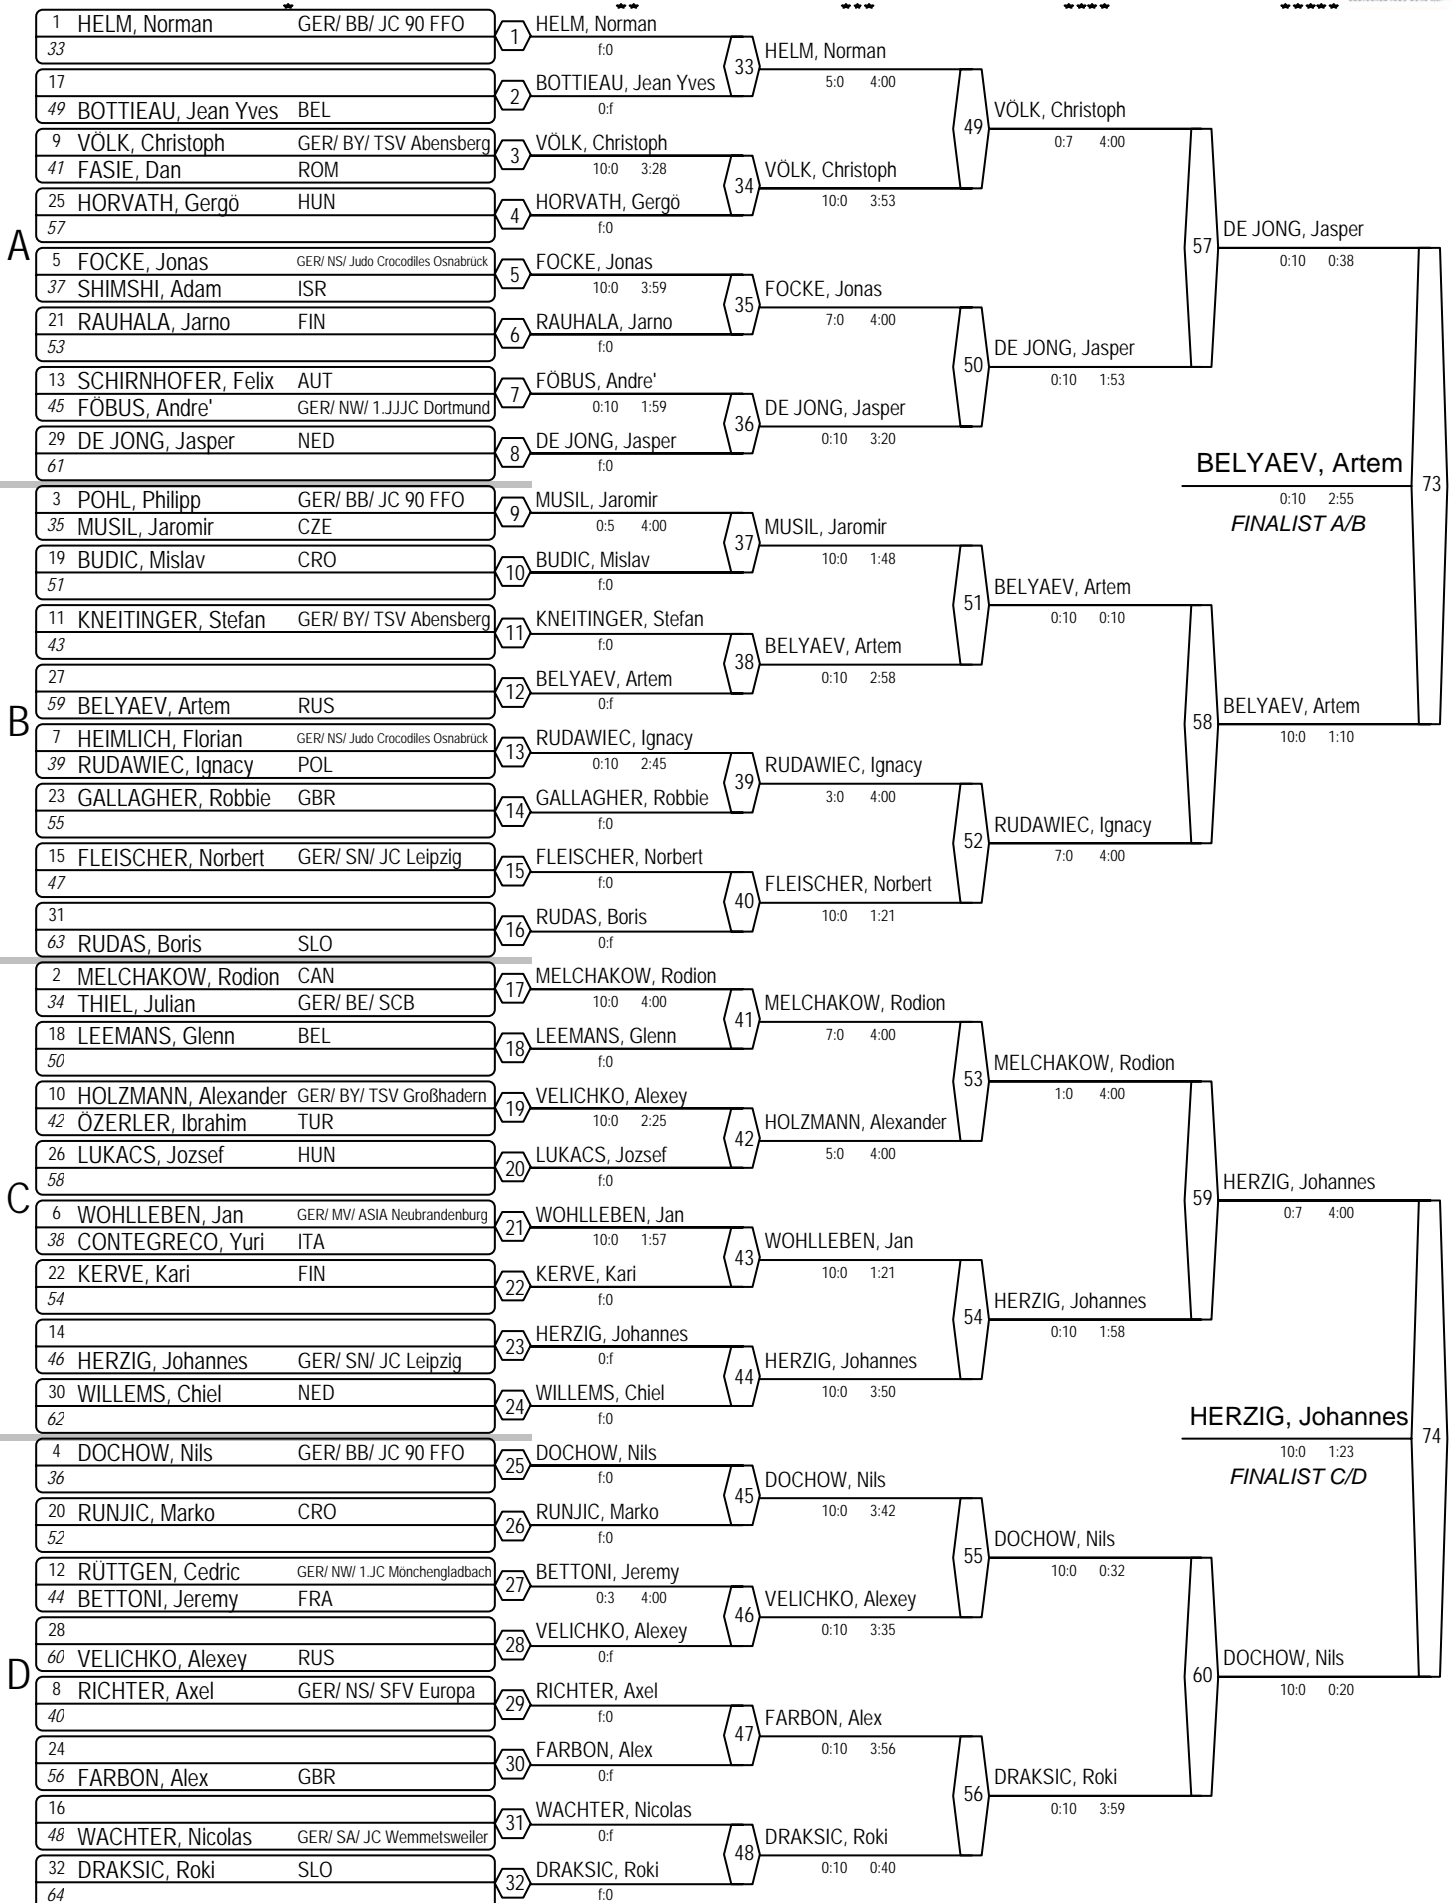 * ** *** **** *****
1 HELM, Norman GER/ BB/ JC 90 FFO
33
1 HELM, Norman
f:0
17
49 BOTTIEAU, Jean Yves BEL
2 BOTTIEAU, Jean Yves
0:f
33 HELM, Norman
5:0 4:00
9 VÖLK, Christoph GER/ BY/ TSV Abensberg
41 FASIE, Dan ROM
3 VÖLK, Christoph
10:0 3:28
25 HORVATH, Gergö HUN
57
4 HORVATH, Gergö
f:0
34 VÖLK, Christoph
10:0 3:53
49 VÖLK, Christoph
0:7 4:00
A
5 FOCKE, Jonas GER/ NS/ Judo Crocodiles Osnabrück
37 SHIMSHI, Adam ISR
5 FOCKE, Jonas
10:0 3:59
21 RAUHALA, Jarno FIN
53
6 RAUHALA, Jarno
f:0
35 FOCKE, Jonas
7:0 4:00
13 SCHIRNHOFER, Felix AUT
45 FÖBUS, Andre' GER/ NW/ 1.JJJC Dortmund
7 FÖBUS, Andre'
0:10 1:59
29 DE JONG, Jasper NED
61
8 DE JONG, Jasper
f:0
36 DE JONG, Jasper
0:10 3:20
50 DE JONG, Jasper
0:10 1:53
57 DE JONG, Jasper
0:10 0:38
3 POHL, Philipp GER/ BB/ JC 90 FFO
35 MUSIL, Jaromir CZE
9 MUSIL, Jaromir
0:5 4:00
19 BUDIC, Mislav CRO
51
10 BUDIC, Mislav
f:0
37 MUSIL, Jaromir
10:0 1:48
11 KNEITINGER, Stefan GER/ BY/ TSV Abensberg
43
11 KNEITINGER, Stefan
f:0
27
59 BELYAEV, Artem RUS
12 BELYAEV, Artem
0:f
38 BELYAEV, Artem
0:10 2:58
51 BELYAEV, Artem
0:10 0:10
B
7 HEIMLICH, Florian GER/ NS/ Judo Crocodiles Osnabrück
39 RUDAWIEC, Ignacy POL
13 RUDAWIEC, Ignacy
0:10 2:45
23 GALLAGHER, Robbie GBR
55
14 GALLAGHER, Robbie
f:0
39 RUDAWIEC, Ignacy
3:0 4:00
15 FLEISCHER, Norbert GER/ SN/ JC Leipzig
47
15 FLEISCHER, Norbert
f:0
31
63 RUDAS, Boris SLO
16 RUDAS, Boris
0:f
40 FLEISCHER, Norbert
10:0 1:21
52 RUDAWIEC, Ignacy
7:0 4:00
58 BELYAEV, Artem
10:0 1:10
BELYAEV, Artem 73
0:10 2:55
FINALIST A/B
2 MELCHAKOW, Rodion CAN
34 THIEL, Julian GER/ BE/ SCB
17 MELCHAKOW, Rodion
10:0 4:00
18 LEEMANS, Glenn BEL
50
18 LEEMANS, Glenn
f:0
41 MELCHAKOW, Rodion
7:0 4:00
10 HOLZMANN, Alexander GER/ BY/ TSV Großhadern
42 ÖZERLER, Ibrahim TUR
19 VELICHKO, Alexey
10:0 2:25
26 LUKACS, Jozsef HUN
58
20 LUKACS, Jozsef
f:0
42 HOLZMANN, Alexander
5:0 4:00
53 MELCHAKOW, Rodion
1:0 4:00
C
6 WOHLLEBEN, Jan GER/ MV/ ASIA Neubrandenburg
38 CONTEGRECO, Yuri ITA
21 WOHLLEBEN, Jan
10:0 1:57
22 KERVE, Kari FIN
54
22 KERVE, Kari
f:0
43 WOHLLEBEN, Jan
10:0 1:21
14
46 HERZIG, Johannes GER/ SN/ JC Leipzig
23 HERZIG, Johannes
0:f
30 WILLEMS, Chiel NED
62
24 WILLEMS, Chiel
f:0
44 HERZIG, Johannes
10:0 3:50
54 HERZIG, Johannes
0:10 1:58
59 HERZIG, Johannes
0:7 4:00
4 DOCHOW, Nils GER/ BB/ JC 90 FFO
36
25 DOCHOW, Nils
f:0
20 RUNJIC, Marko CRO
52
26 RUNJIC, Marko
f:0
45 DOCHOW, Nils
10:0 3:42
12 RÜTTGEN, Cedric GER/ NW/ 1.JC Mönchengladbach
44 BETTONI, Jeremy FRA
27 BETTONI, Jeremy
0:3 4:00
28
60 VELICHKO, Alexey RUS
28 VELICHKO, Alexey
0:f
46 VELICHKO, Alexey
0:10 3:35
55 DOCHOW, Nils
10:0 0:32
D
8 RICHTER, Axel GER/ NS/ SFV Europa
40
29 RICHTER, Axel
f:0
24
56 FARBON, Alex GBR
30 FARBON, Alex
0:f
47 FARBON, Alex
0:10 3:56
16
48 WACHTER, Nicolas GER/ SA/ JC Wemmetsweiler
31 WACHTER, Nicolas
0:f
32 DRAKSIC, Roki SLO
64
32 DRAKSIC, Roki
f:0
48 DRAKSIC, Roki
0:10 0:40
56 DRAKSIC, Roki
0:10 3:59
60 DOCHOW, Nils
10:0 0:20
HERZIG, Johannes 74
10:0 1:23
FINALIST C/D